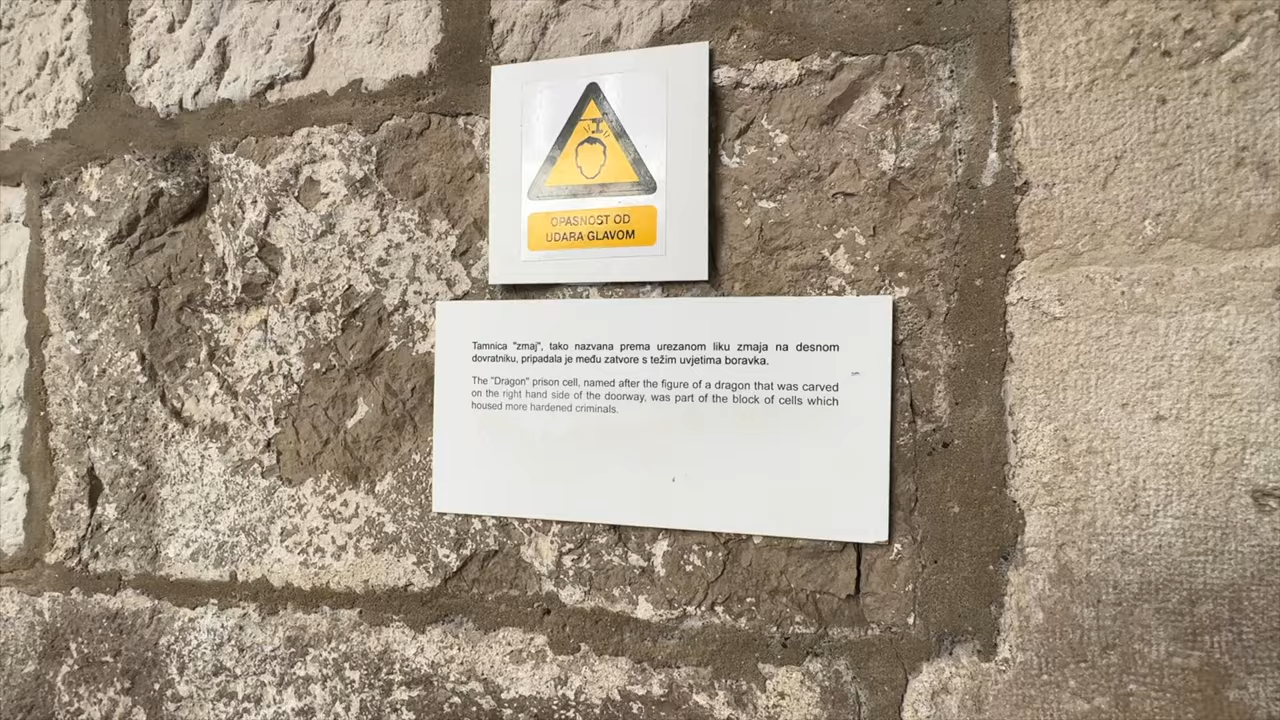 OPASNOST OD
UDARA GLAVOM
Tamnica "zmaj", tako nazvana prema urezanom liku zmaja na desnom
dovratniku, pripadala je među zatvore s težim uvjetima boravka.
The "Dragon" prison cell, named after the figure of a dragon that was carved
on the right hand side of the doorway, was part of the block of cells which
housed more hardened criminals.